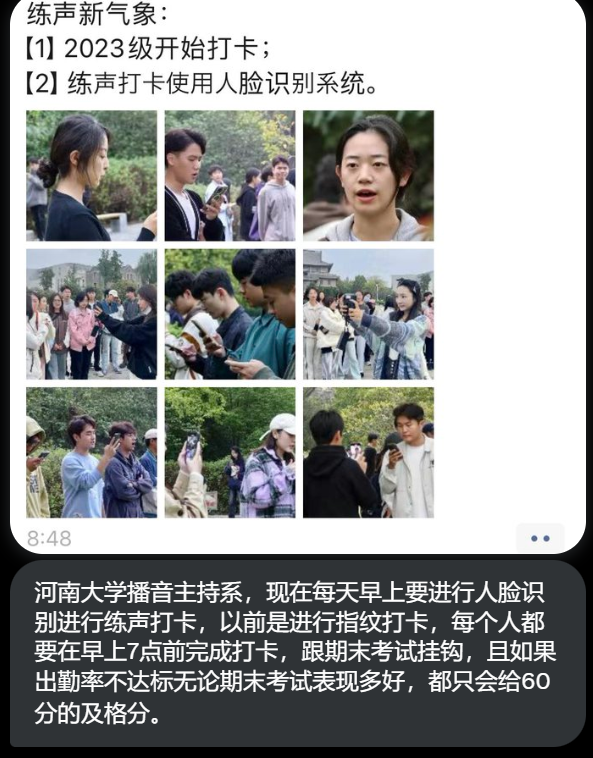 练声新气象：
【1】2023级开始打卡；
【2】练声打卡使用人脸识别系统。
8:48
河南大学播音主持系，现在每天早上要进行人脸识
别进行练声打卡，以前是进行指纹打卡，每个人都
要在早上7点前完成打卡，跟期末考试挂钩，且如果
出勤率不达标无论期末考试表现多好，都只会给60
分的及格分。